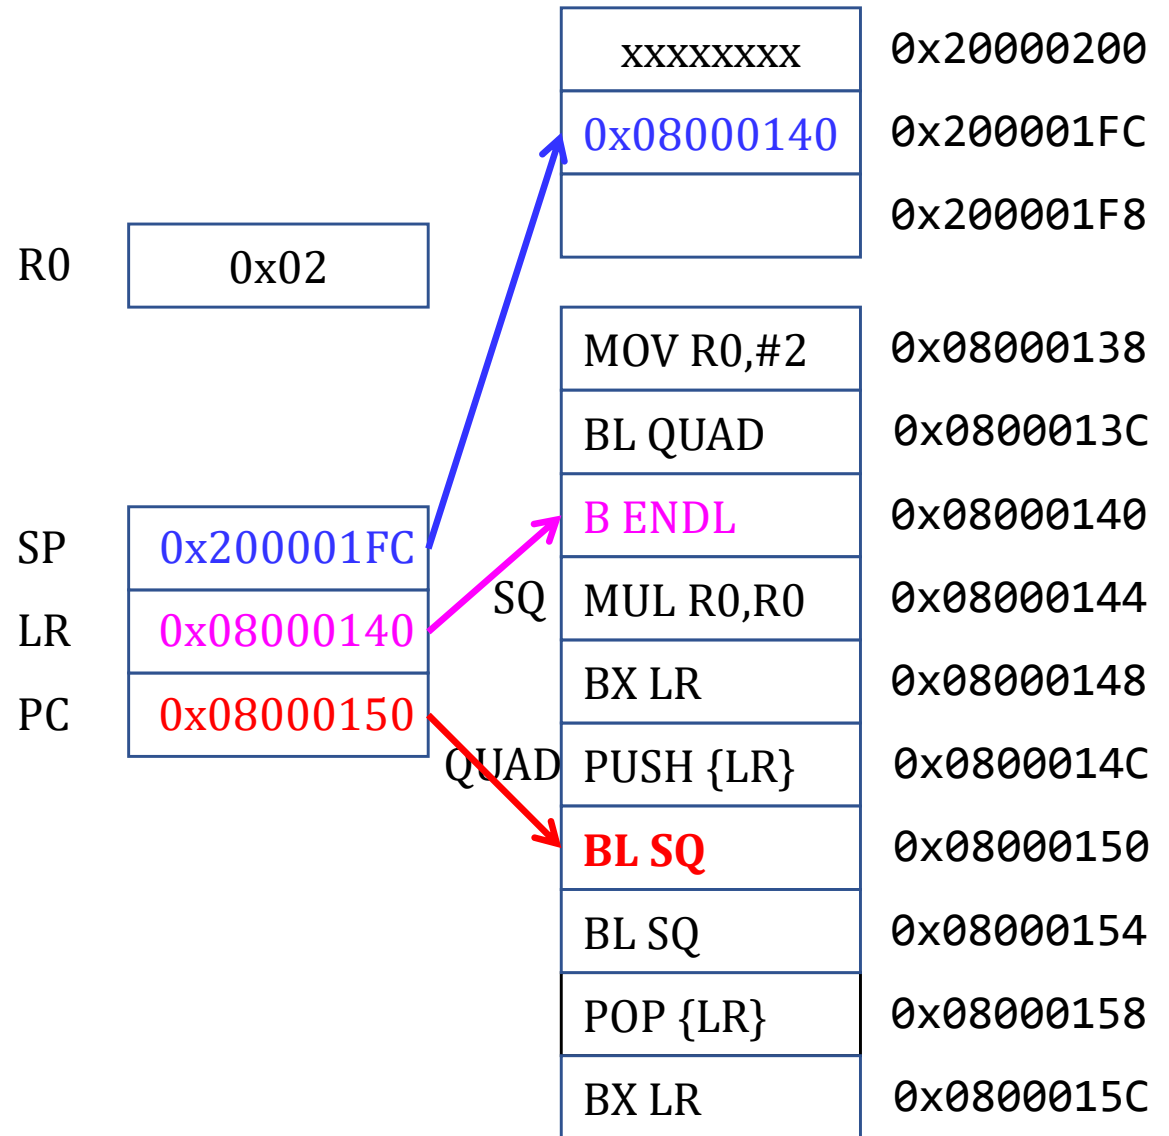 xxxxxxxx 0x20000200
0x08000140 0x200001FC
0x200001F8
R0 0x02
MOV R0,#2 0x08000138
BL QUAD 0x0800013C
B ENDL 0x08000140
SP 0x200001FC
SQ MUL R0,R0 0x08000144
LR 0x08000140
BX LR 0x08000148
PC 0x08000150
QUAD PUSH {LR} 0x0800014C
BL SQ 0x08000150
BL SQ 0x08000154
POP {LR} 0x08000158
BX LR 0x0800015C